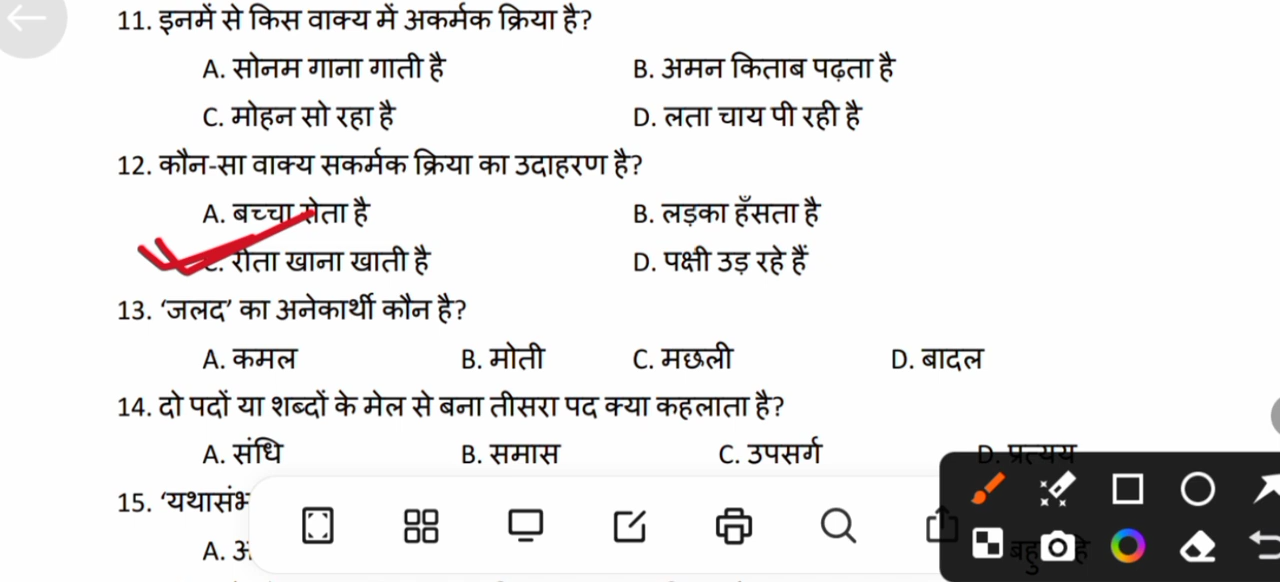 11. इनमें से किस वाक्य में अकर्मक क्रिया है?
A. सोनम गाना गाती है B. अमन किताब पढ़ता है
C. मोहन सो रहा है D. लता चाय पी रही है
12. कौन-सा वाक्य सकर्मक क्रिया का उदाहरण है?
A. बच्चा रोता है B. लड़का हँसता है
C. रीता खाना खाती है D. पक्षी उड़ रहे हैं
13. ‘जलद’ का अनेकार्थी कौन है?
A. कमल B. मोती C. मछली D. बादल
14. दो पदों या शब्दों के मेल से बना तीसरा पद क्या कहलाता है?
A. संधि B. समास C. उपसर्ग D. प्रत्यय
15.
A.